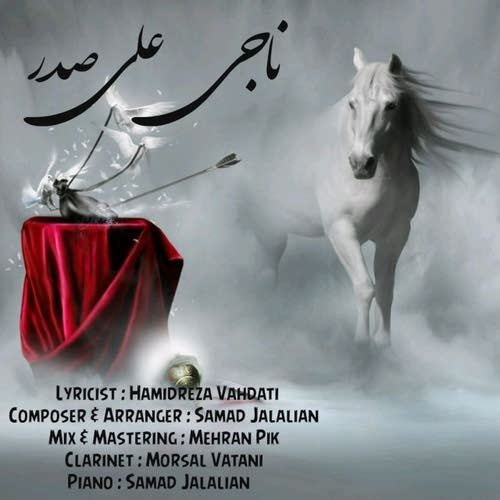 ناجی علی صدر
Lyricist : Hamidreza Vahdati
Composer & Arranger : Samad Jalalian
Mix & Mastering : Mehran Pik
Clarinet : Morsal Vatani
Piano : Samad Jalalian